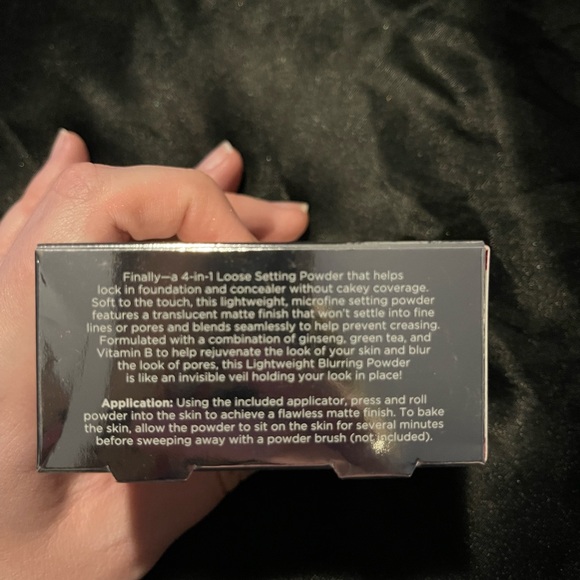 Finally—a 4-in-1 Loose Setting Powder that helps
lock in foundation and concealer without cakey coverage.
Soft to the touch, this lightweight, microfine setting powder
features a translucent matte finish that won't settle into fine
lines or pores and blends seamlessly to help prevent creasing.
Formulated with a combination of ginseng, green tea, and
Vitamin B to help rejuvenate the look of your skin and blur
the look of pores, this Lightweight Blurring Powder
is like an invisible veil holding your look in place!
Application: Using the included applicator, press and roll
powder into the skin to achieve a flawless matte finish. To bake
the skin, allow the powder to sit on the skin for several minutes
before sweeping away with a powder brush (not included).